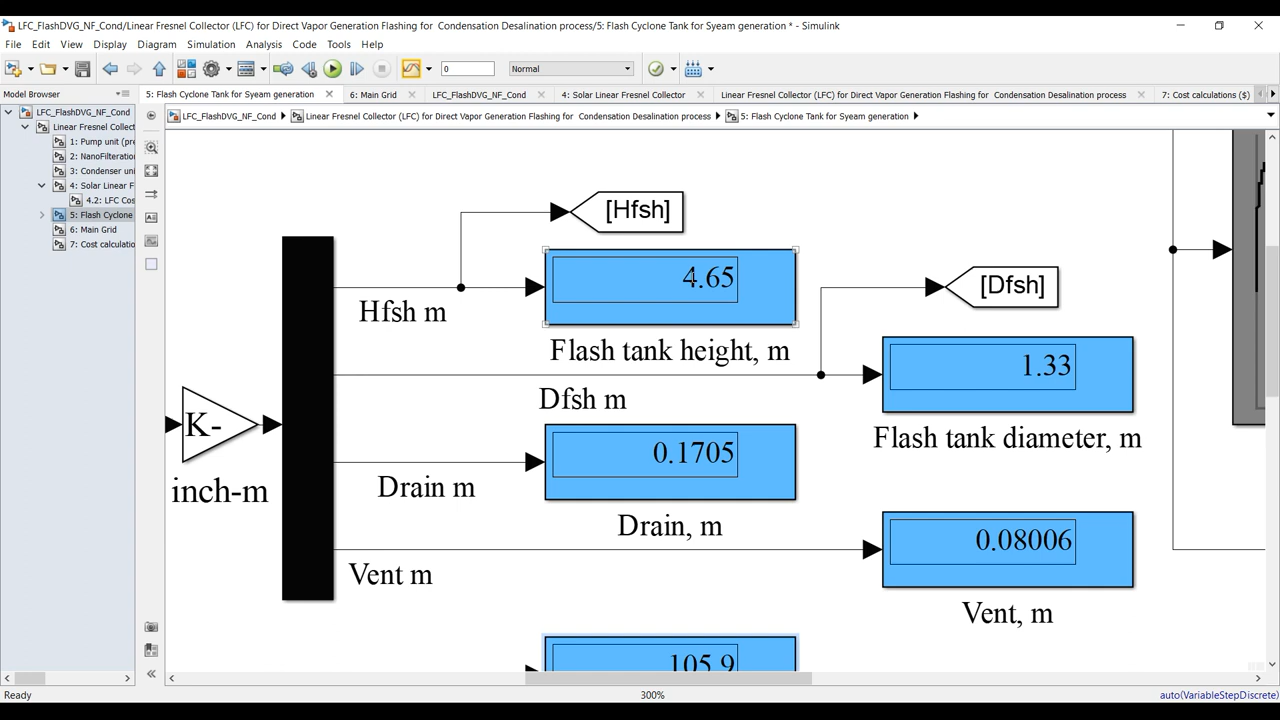 LFC_FlashDVG_NF_Cond/Linear Fresnel Collector (LFC) for Direct Vapor Generation Flashing for Condensation Desalination process/5: Flash Cyclone Tank for Syeam generation * - Simulink
File Edit View Display Diagram Simulation Analysis Code Tools Help
0 Normal
Model Browser
5: Flash Cyclone Tank for Syeam generation 6: Main Grid LFC_FlashDVG_NF_Cond 4: Solar Linear Fresnel Collector Linear Fresnel Collector (LFC) for Direct Vapor Generation Flashing for Condensation Desalination process 7: Cost calculations ($)
LFC_FlashDVG_NF_Cond Linear Fresnel Collector (LFC) for Direct Vapor Generation Flashing for Condensation Desalination process 5: Flash Cyclone Tank for Syeam generation
LFC_FlashDVG_NF_Cond
Linear Fresnel Collect
1: Pump unit (pre
2: NanoFilteratio
3: Condenser uni
4: Solar Linear F
4.2: LFC Cos
5: Flash Cyclone
6: Main Grid
7: Cost calculatio
[Hfsh]
4.65
Hfsh m
Flash tank height, m
[Dfsh]
1.33
Dfsh m
Flash tank diameter, m
K-
inch-m
0.1705
Drain m
Drain, m
0.08006
Vent m
Vent, m
105.9
Ready 300% auto(VariableStepDiscrete)